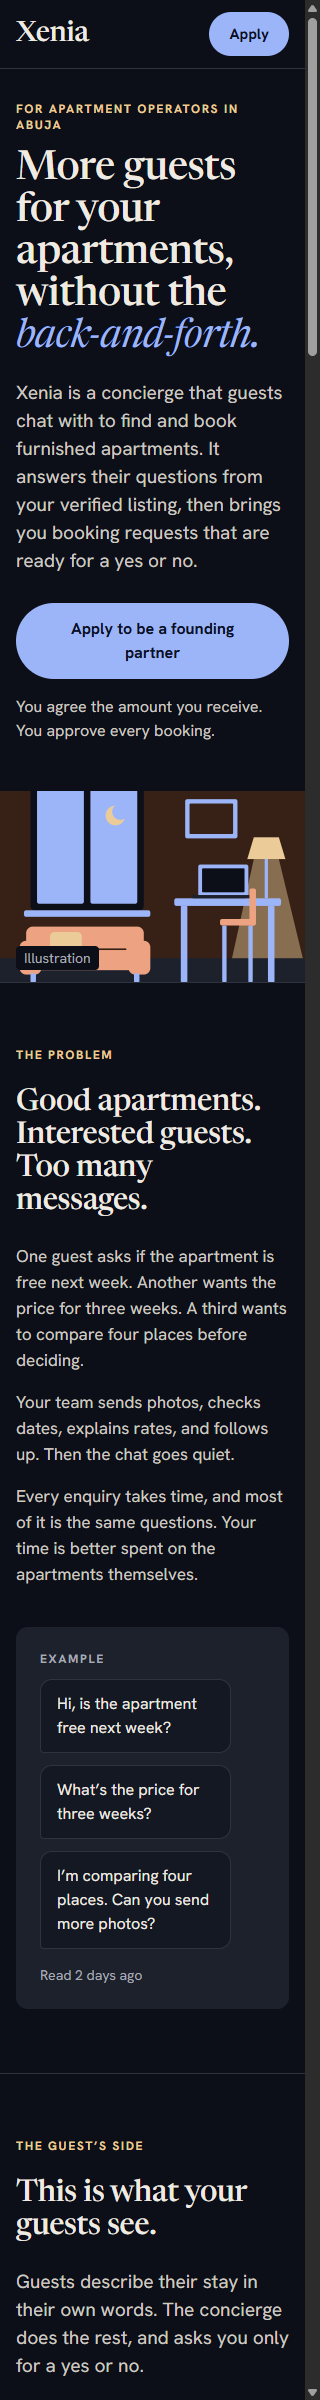 Xenia
Apply
FOR APARTMENT OPERATORS IN
ABUJA
More guests
for your
apartments,
without the
back-and-forth.
Xenia is a concierge that guests
chat with to find and book
furnished apartments. It
answers their questions from
your verified listing, then brings
you booking requests that are
ready for a yes or no.
Apply to be a founding
partner
You agree the amount you receive.
You approve every booking.
Illustration
THE PROBLEM
Good apartments.
Interested guests.
Too many
messages.
One guest asks if the apartment is
free next week. Another wants the
price for three weeks. A third wants
to compare four places before
deciding.
Your team sends photos, checks
dates, explains rates, and follows
up. Then the chat goes quiet.
Every enquiry takes time, and most
of it is the same questions. Your
time is better spent on the
apartments themselves.
EXAMPLE
Hi, is the apartment
free next week?
What’s the price for
three weeks?
I’m comparing four
places. Can you send
more photos?
Read 2 days ago
THE GUEST’S SIDE
This is what your
guests see.
Guests describe their stay in
their own words. The concierge
does the rest, and asks you only
for a yes or no.